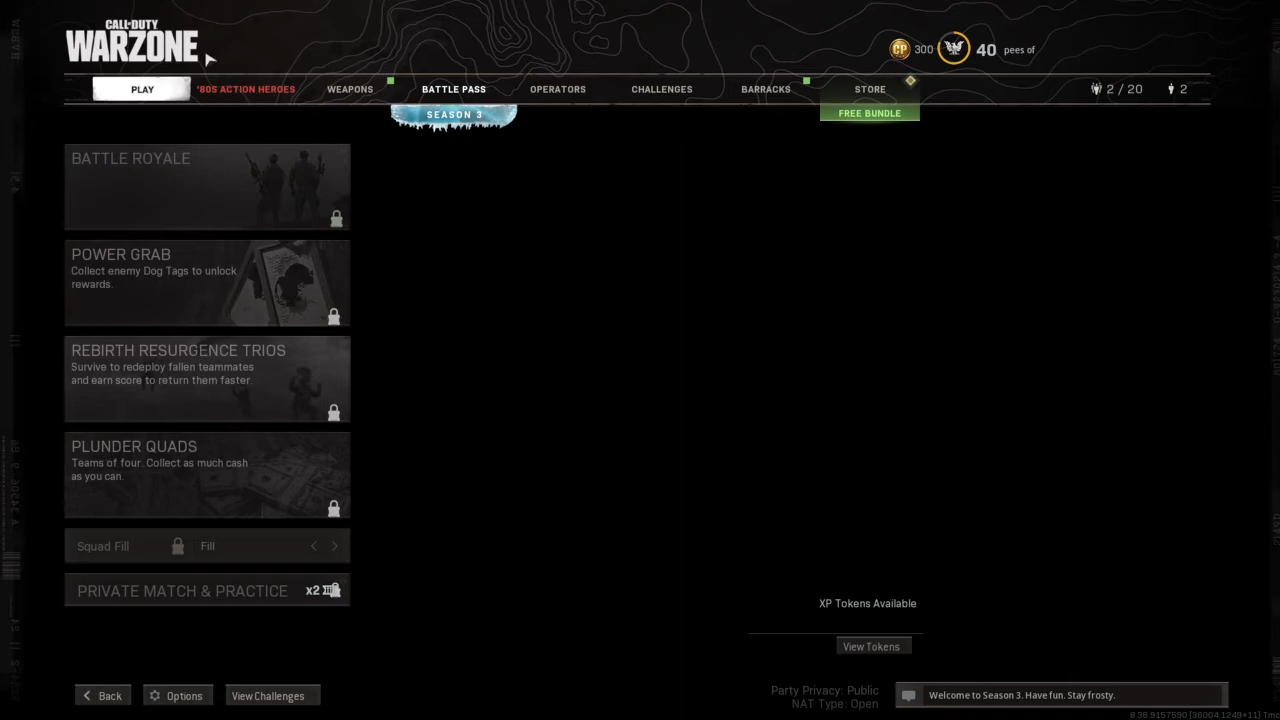 CALL OF DUTY
WARZONE
CP 300 40 pees of
PLAY '80S ACTION HEROES WEAPONS BATTLE PASS OPERATORS CHALLENGES BARRACKS STORE 2 / 20 2
SEASON 3 FREE BUNDLE
BATTLE ROYALE
POWER GRAB
Collect enemy Dog Tags to unlock
rewards.
REBIRTH RESURGENCE TRIOS
Survive to redeploy fallen teammates
and earn score to return them faster.
PLUNDER QUADS
Teams of four. Collect as much cash
as you can.
Squad Fill Fill
PRIVATE MATCH & PRACTICE x2
XP Tokens Available
View Tokens
Back Options View Challenges
Party Privacy: Public
NAT Type: Open
Welcome to Season 3. Have fun. Stay frosty.